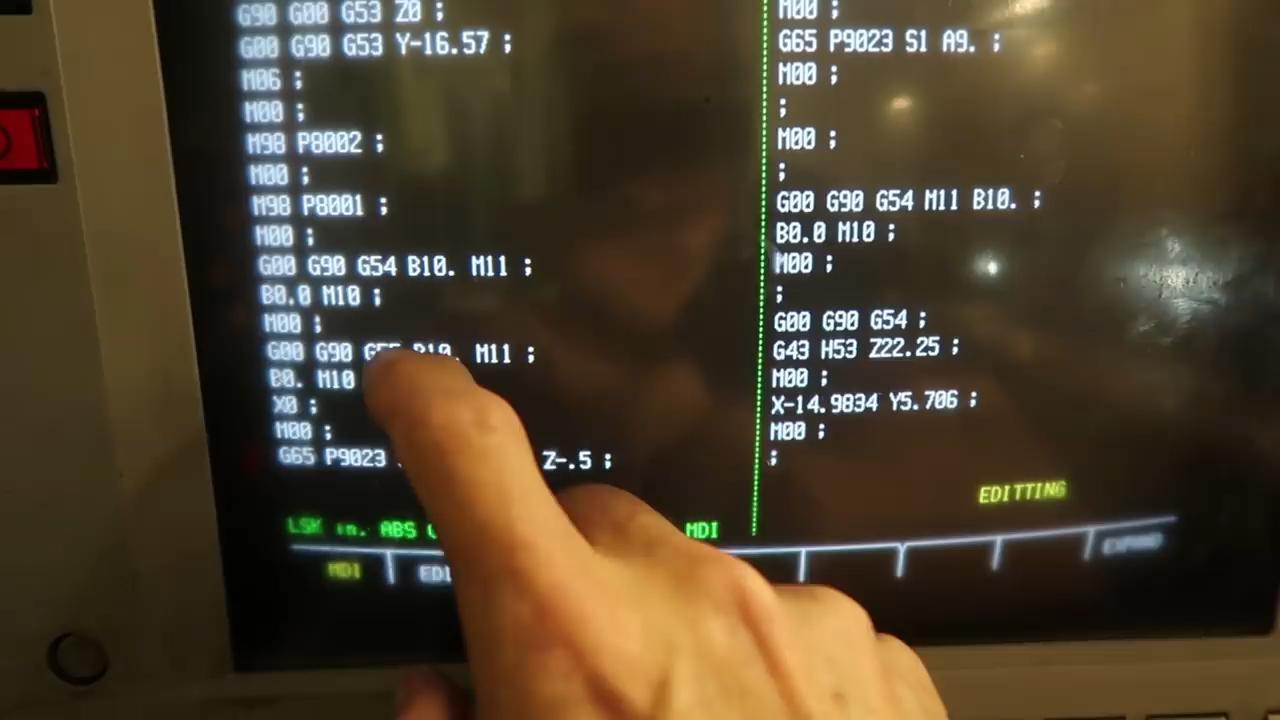 G90 G00 G53 Z0 ;
G00 G90 G53 Y-16.57 ;
M06 ;
M00 ;
M98 P8002 ;
M00 ;
M98 P8001 ;
M00 ;
G00 G90 G54 B10. M11 ;
B0.0 M10 ;
M00 ;
G00 G90 G55 B10. M11 ;
B0. M10
X0 ;
M00 ;
G65 P9023 Z-.5 ;
M00 ;
G65 P9023 S1 A9. ;
M00 ;
;
M00 ;
;
G00 G90 G54 M11 B10. ;
B0.0 M10 ;
M00 ;
;
G00 G90 G54 ;
G43 H53 Z22.25 ;
M00 ;
X-14.9834 Y5.706 ;
M00 ;
;
EDITTING
LSK in. ABS MDI
MDI EDI EXPAND